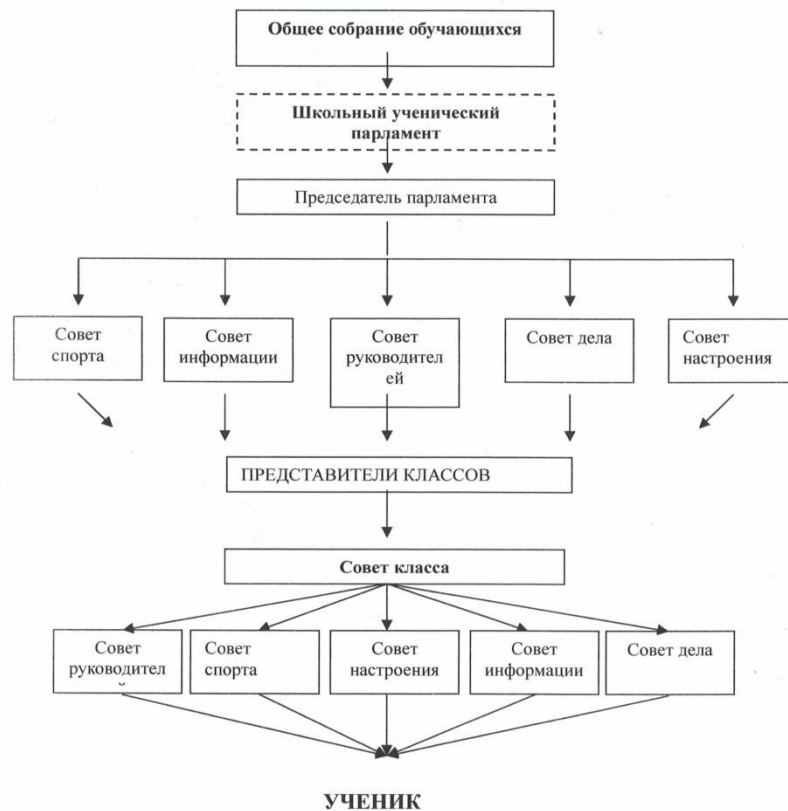 Общее собрание обучающихся
Школьный ученический
парламент
Председатель парламента
Совет
спорта
Совет
информации
Совет
руководител
ей
Совет дела
Совет
настроения
ПРЕДСТАВИТЕЛИ КЛАССОВ
Совет класса
Совет
руководител
Совет
спорта
Совет
настроения
Совет
информации
Совет дела
УЧЕНИК